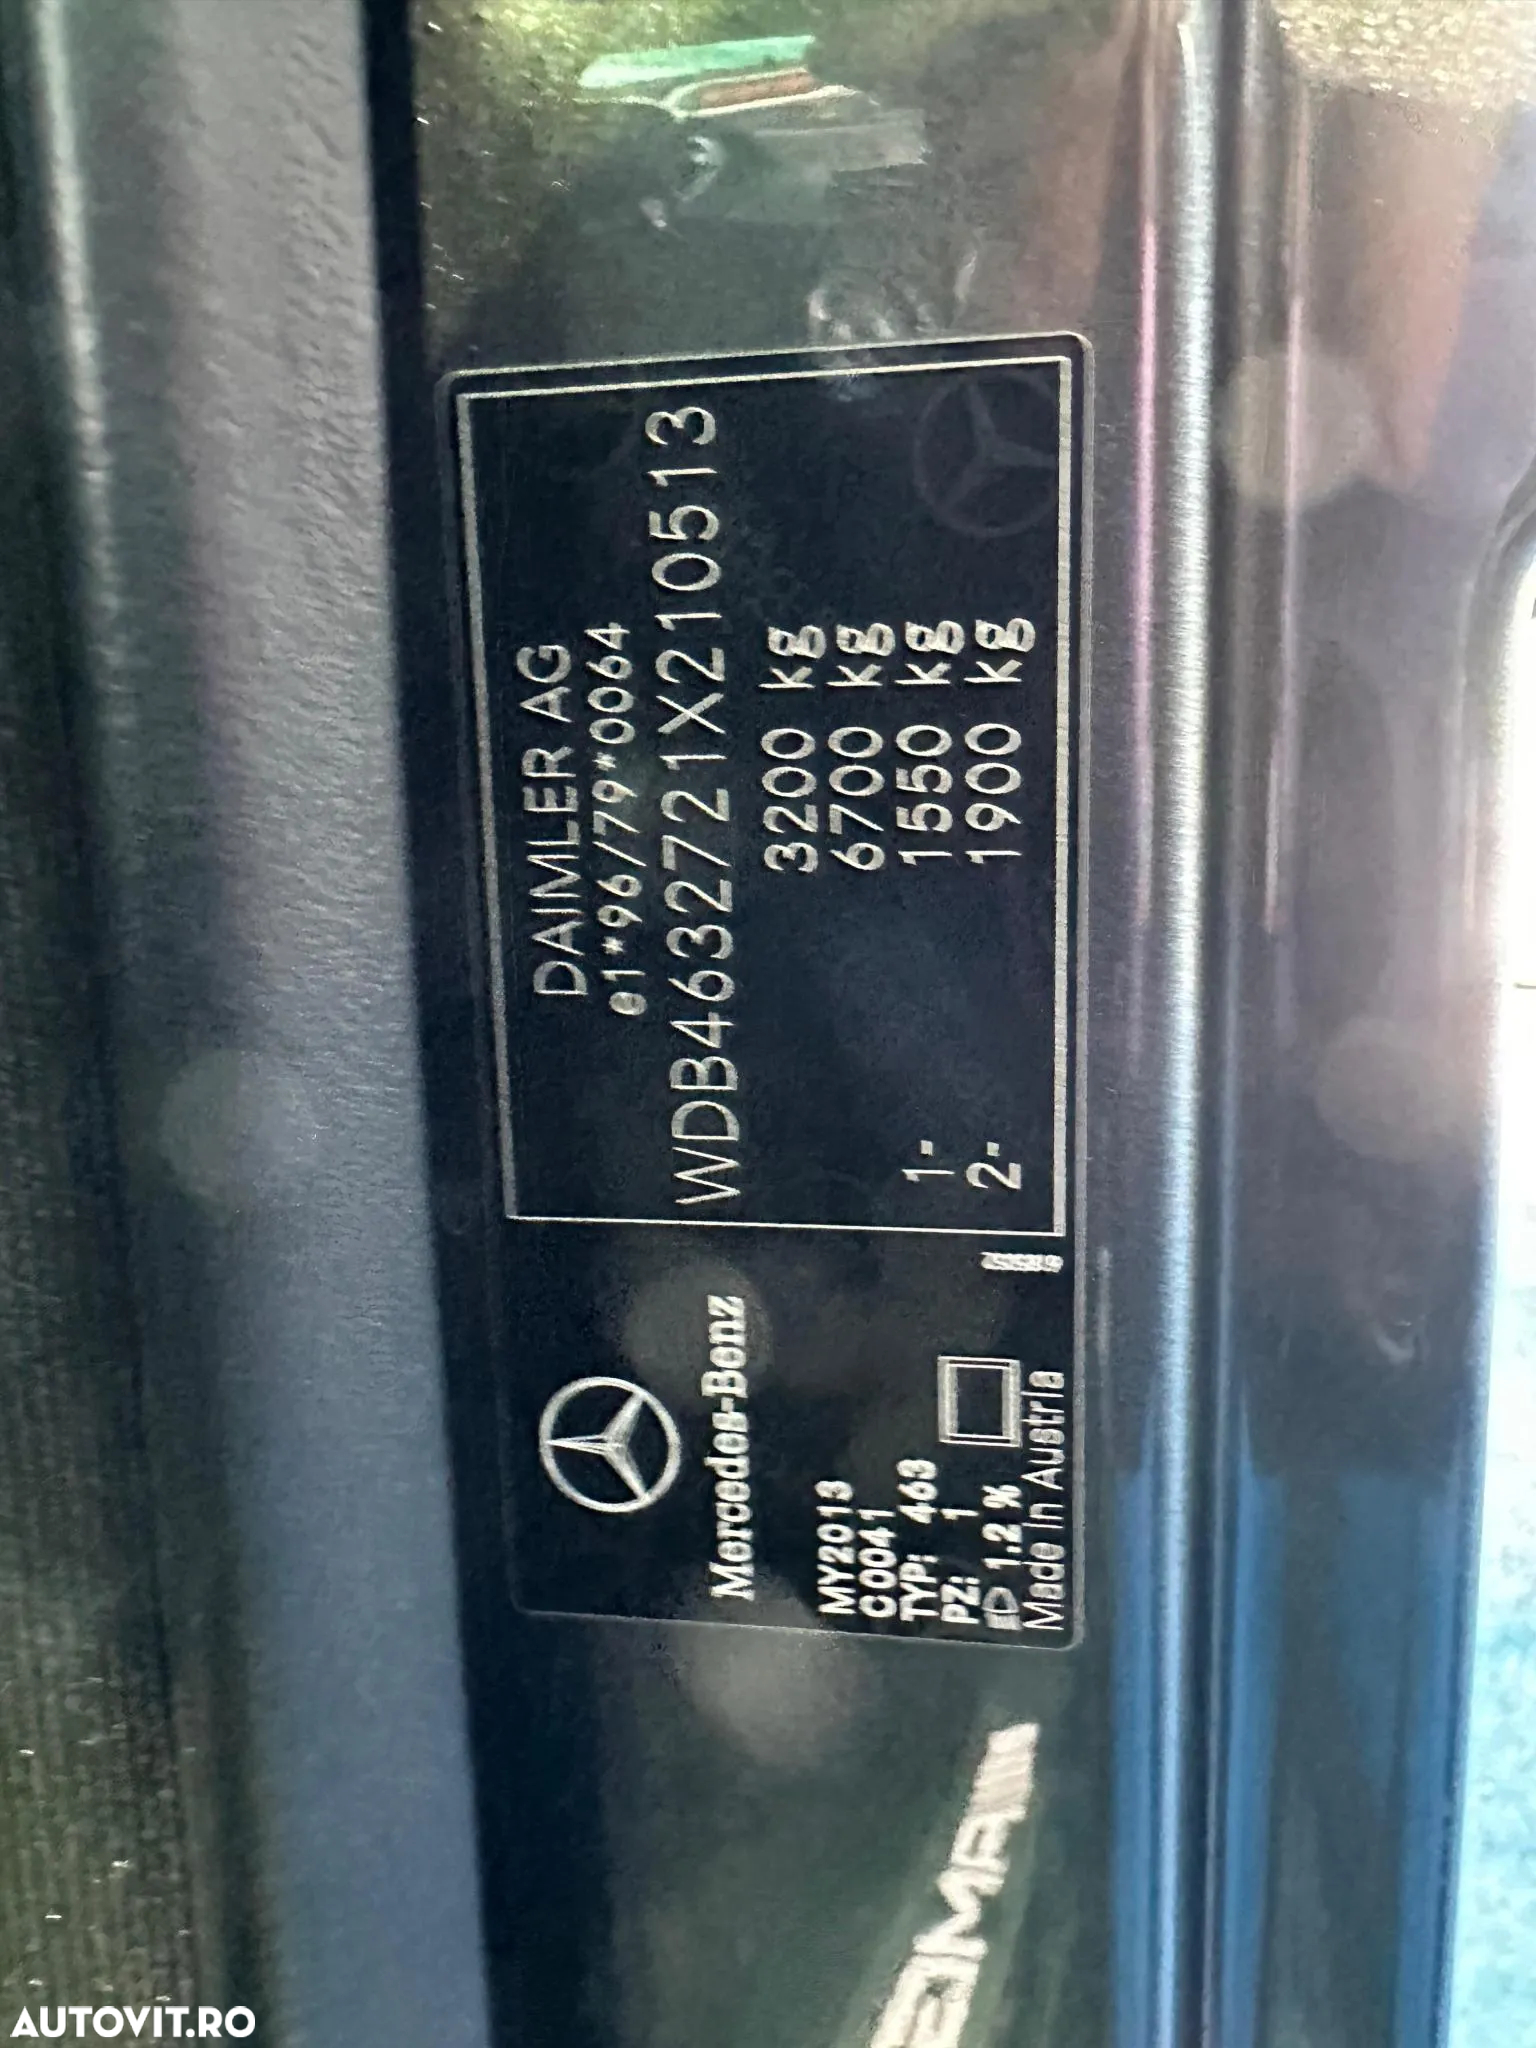 DAIMLER AG
e1*96/79*0064
WDB4632721X210513
3200 kg
6700 kg
1- 1550 kg
2- 1900 kg
Mercedes-Benz
MY2013
C0041
TYP: 463
PZ: 1
1.2 %
Made in Austria
AUTOVIT.RO